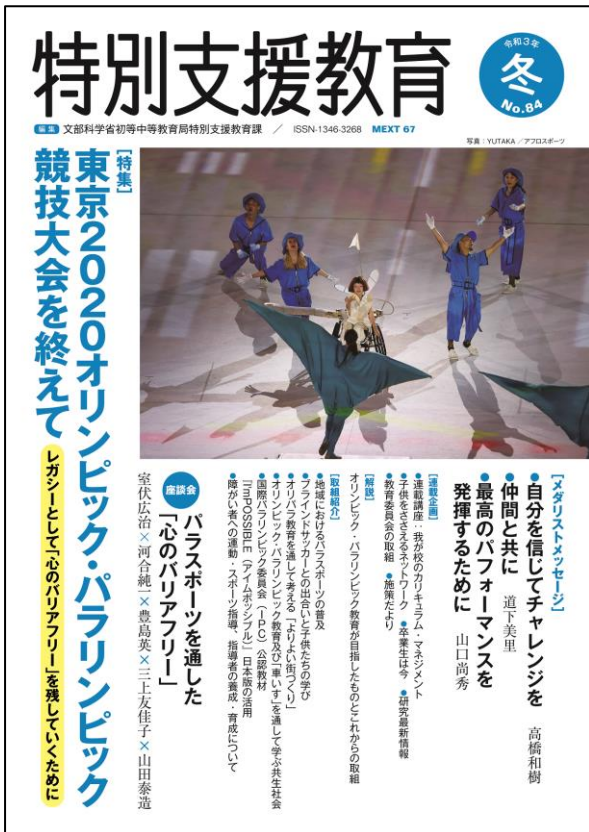 特別支援教育
令和3年
冬
No.84
編集 文部科学省初等中等教育局特別支援教育課 / ISSN-1346-3268 MEXT 67
写真:YUTAKA/アフロスポーツ
[特集]
東京2020オリンピック・パラリンピック
競技大会を終えて
レガシーとして「心のバリアフリー」を残していくために
[メダリストメッセージ]
●自分を信じてチャレンジを 高橋和樹
●仲間と共に 道下美里
●最高のパフォーマンスを
発揮するために 山口尚秀
[連載企画]
●連載講座:我が校のカリキュラム・マネジメント
●子供をささえるネットワーク ●卒業生は今 ●研究最新情報
●教育委員会の取組 ●施策だより
[解説]
オリンピック・パラリンピック教育が目指したものとこれからの取組
[取組紹介]
●地域におけるパラスポーツの普及
●ブラインドサッカーとの出合いと子供たちの学び
●オリパラ教育を通して考える「よりよい街づくり」
●オリンピック・パラリンピック教育及び「車いす」を通して学ぶ共生社会
●国際パラリンピック委員会(IPC)公認教材
『I'mPOSSIBLE(アイムポッシブル)』日本版の活用
●障がい者への運動・スポーツ指導、指導者の養成・育成について
座談会
パラスポーツを通した
「心のバリアフリー」
室伏広治×河合純一×豊島英×三上友佳子×山田泰造